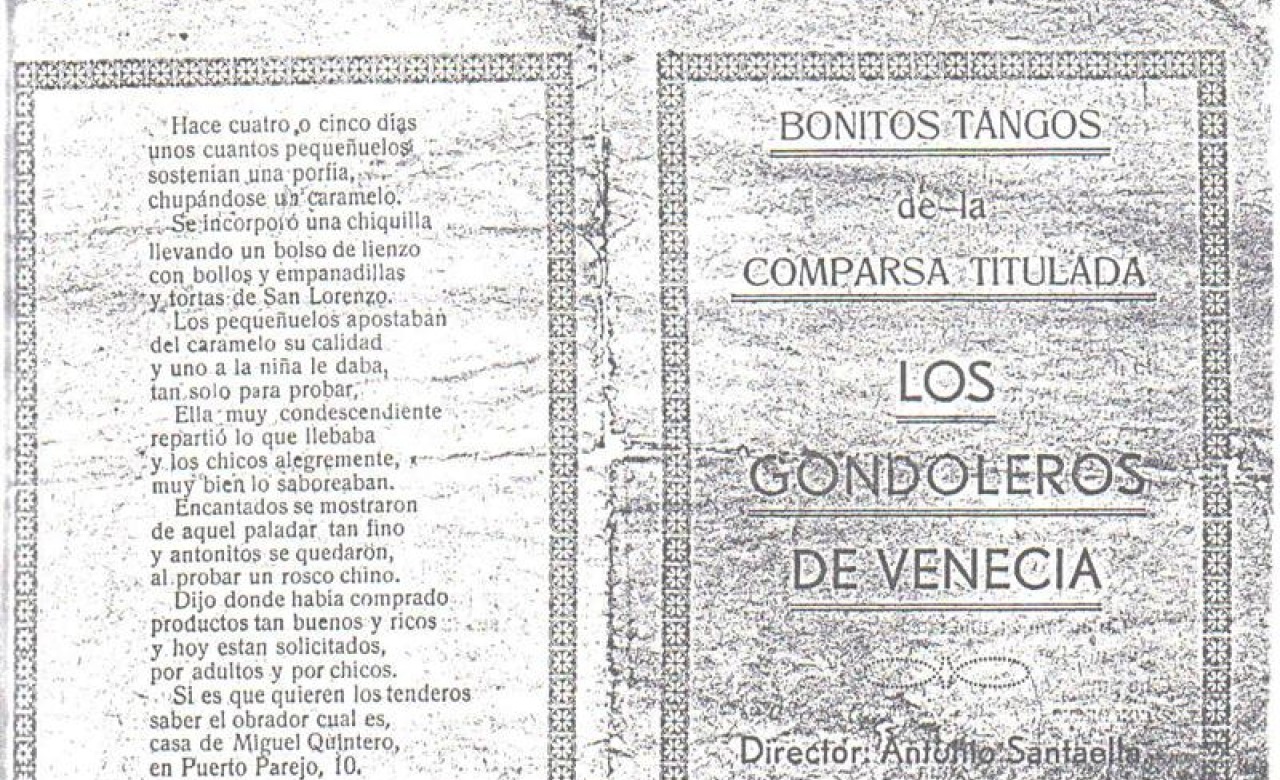 Hace cuatro o cinco días
unos cuantos pequeñuelos
sostenian una porfía,
chupándose un caramelo.
Se incorporó una chiquilla
llevando un bolso de lienzo
con bollos y empanadillas
y tortas de San Lorenzo.
Los pequeñuelos apostaban
del caramelo su calidad
y uno a la niña le daba,
tan solo para probar,
Ella muy condescendiente
repartió lo que llebaba
y los chicos alegremente,
muy bien lo saboreaban.
Encantados se mostraron
de aquel paladar tan fino
y antonitos se quedarón,
al probar un rosco chino.
Dijo donde había comprado
productos tan buenos y ricos
y hoy estan solicitados,
por adultos y por chicos.
Si es que quieren los tenderos
saber el obrador cual es,
casa de Miguel Quintero,
en Puerto Parejo, 10.
BONITOS TANGOS
de la
COMPARSA TITULADA
LOS
GONDOLEROS
DE VENECIA
Director: Antonio Santaella